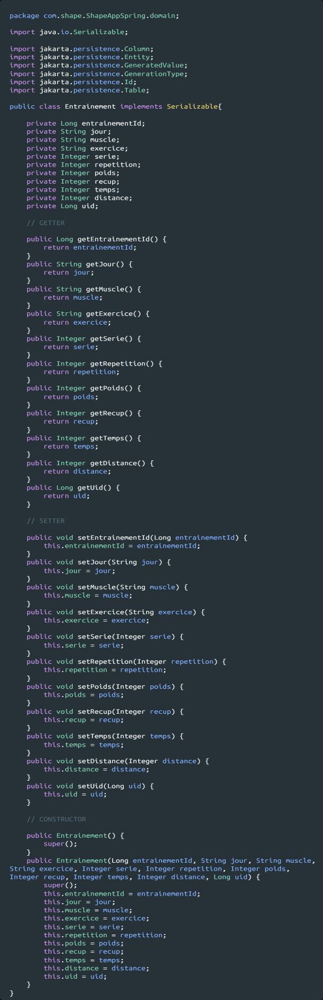 package com.shape.ShapeAppSpring.domain;

import java.io.Serializable;

import jakarta.persistence.Column;
import jakarta.persistence.Entity;
import jakarta.persistence.GeneratedValue;
import jakarta.persistence.GenerationType;
import jakarta.persistence.Id;
import jakarta.persistence.Table;

public class Entrainement implements Serializable{

    private Long entrainementId;
    private String jour;
    private String muscle;
    private String exercice;
    private Integer serie;
    private Integer repetition;
    private Integer poids;
    private Integer recup;
    private Integer temps;
    private Integer distance;
    private Long uid;

    // GETTER

    public Long getEntrainementId() {
        return entrainementId;
    }
    public String getJour() {
        return jour;
    }
    public String getMuscle() {
        return muscle;
    }
    public String getExercice() {
        return exercice;
    }
    public Integer getSerie() {
        return serie;
    }
    public Integer getRepetition() {
        return repetition;
    }
    public Integer getPoids() {
        return poids;
    }
    public Integer getRecup() {
        return recup;
    }
    public Integer getTemps() {
        return temps;
    }
    public Integer getDistance() {
        return distance;
    }
    public Long getUid() {
        return uid;
    }

    // SETTER

    public void setEntrainementId(Long entrainementId) {
        this.entrainementId = entrainementId;
    }
    public void setJour(String jour) {
        this.jour = jour;
    }
    public void setMuscle(String muscle) {
        this.muscle = muscle;
    }
    public void setExercice(String exercice) {
        this.exercice = exercice;
    }
    public void setSerie(Integer serie) {
        this.serie = serie;
    }
    public void setRepetition(Integer repetition) {
        this.repetition = repetition;
    }
    public void setPoids(Integer poids) {
        this.poids = poids;
    }
    public void setRecup(Integer recup) {
        this.recup = recup;
    }
    public void setTemps(Integer temps) {
        this.temps = temps;
    }
    public void setDistance(Integer distance) {
        this.distance = distance;
    }
    public void setUid(Long uid) {
        this.uid = uid;
    }

    // CONSTRUCTOR

    public Entrainement() {
        super();
    }
    public Entrainement(Long entrainementId, String jour, String muscle,
String exercice, Integer serie, Integer repetition, Integer poids,
Integer recup, Integer temps, Integer distance, Long uid) {
        super();
        this.entrainementId = entrainementId;
        this.jour = jour;
        this.muscle = muscle;
        this.exercice = exercice;
        this.serie = serie;
        this.repetition = repetition;
        this.poids = poids;
        this.recup = recup;
        this.temps = temps;
        this.distance = distance;
        this.uid = uid;
    }
}